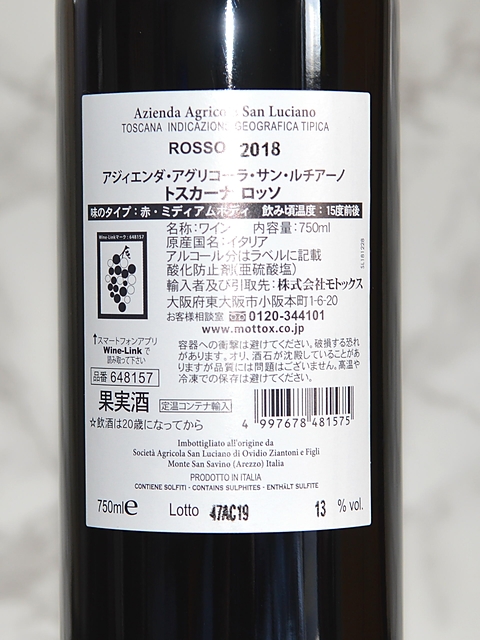 Azienda Agricola San Luciano
TOSCANA INDICAZIONE GEOGRAFICA TIPICA
ROSSO 2018
アジィエンダ・アグリコーラ・サン・ルチアーノ
トスカーナ ロッソ
味のタイプ：赤・ミディアムボディ 飲み頃温度：15度前後
Wine-Linkマーク：648157
名称：ワイン 内容量：750ml
原産国名：イタリア
アルコール分はラベルに記載
酸化防止剤(亜硫酸塩)
輸入者及び引取先：株式会社モトックス
大阪府東大阪市小阪本町1-6-20
お客様相談室 0120-344101
www.mottox.co.jp
SL181228
↑スマートフォンアプリ
Wine-Link で
読み取って下さい
品番 648157
容器への衝撃は避けてください。破損する恐れ
があります。オリ、酒石が沈殿していることがあ
りますが品質には問題はございません。高温や
冷凍での保存は避けてください。
果実酒 定温コンテナ輸入
☆飲酒は20歳になってから
4 997678 481575
Imbottigliato all'origine da
Società Agricola San Luciano di Ovidio Ziantoni e Figli
Monte San Savino (Arezzo) Italia
PRODOTTO IN ITALIA
CONTIENE SOLFITI - CONTAINS SULPHITES - ENTHÄLT SULFITE
750ml e Lotto 47AC19 13 % vol.